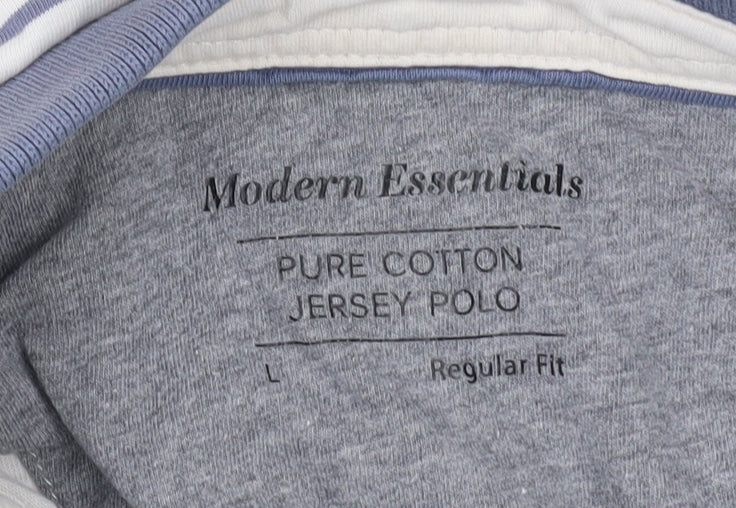 Modern Essentials
PURE COTTON
JERSEY POLO
L Regular Fit